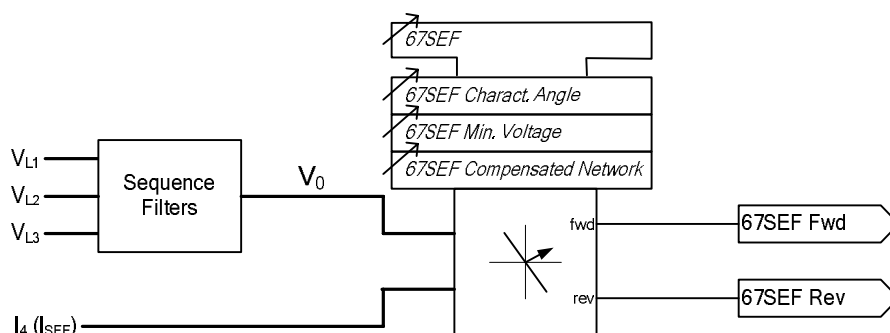 67SEF
67SEF Charact. Angle
67SEF Min. Voltage
67SEF Compensated Network
VL1
VL2
VL3
Sequence
Filters
V0
fwd
67SEF Fwd
rev
67SEF Rev
I4 (ISEF)